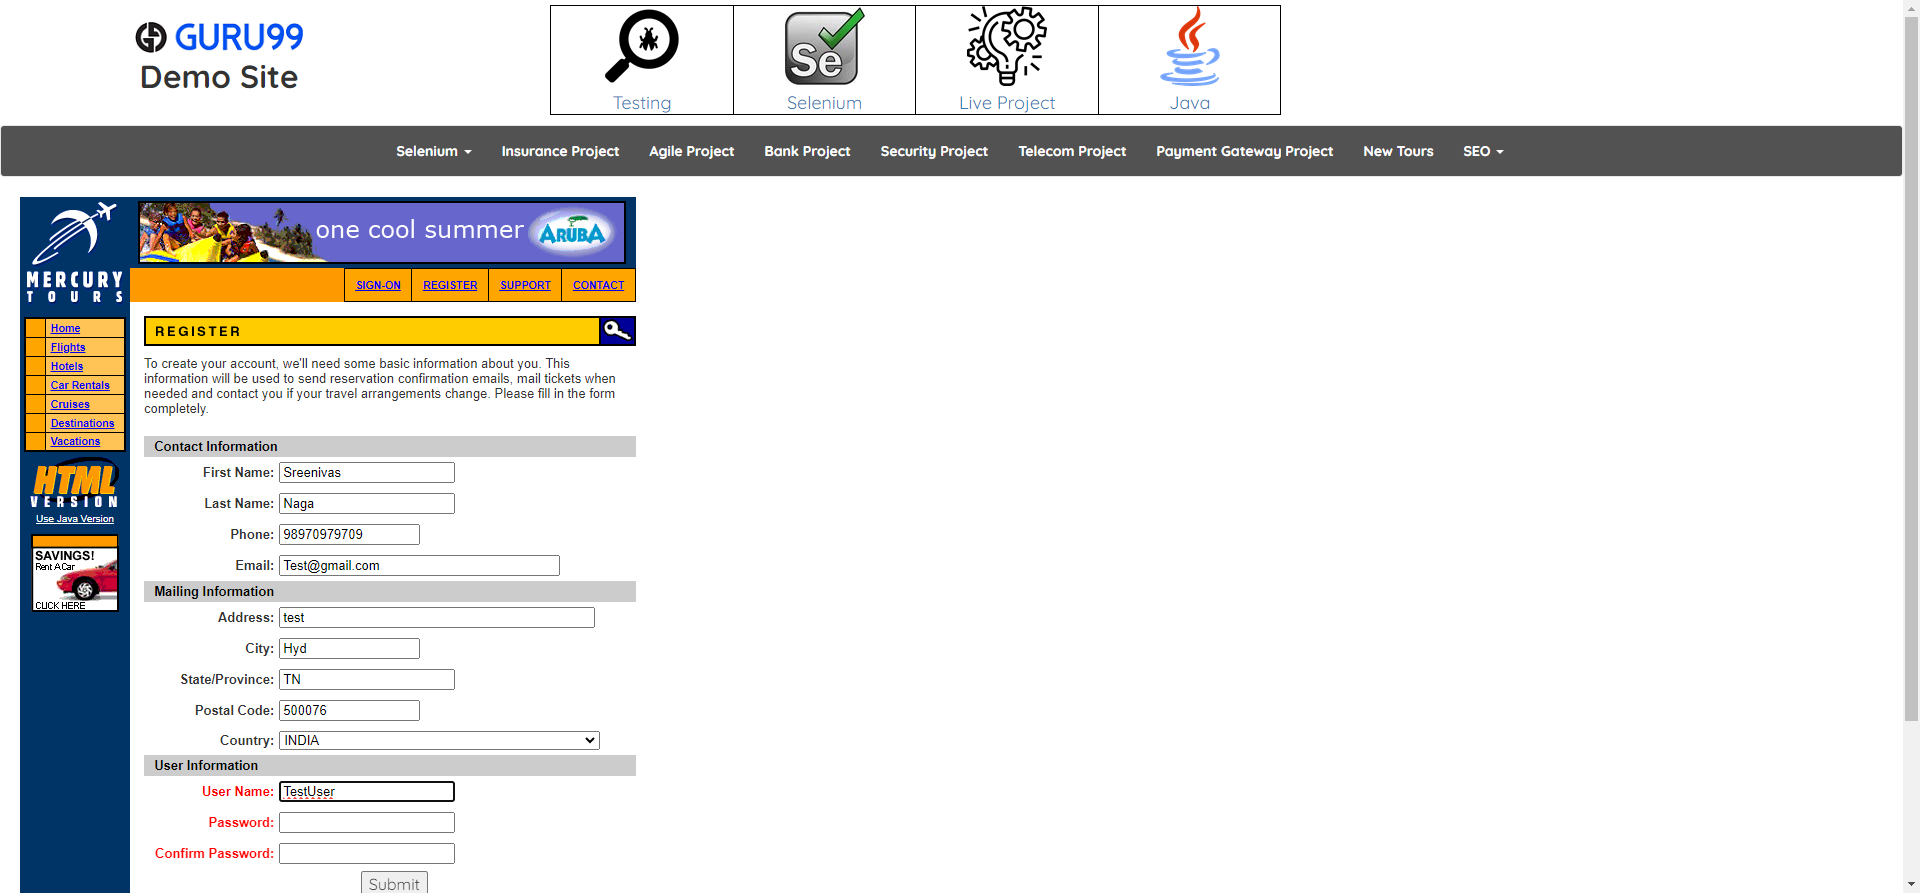 GURU99
Demo Site
Testing
Se
Selenium
Live Project
Java
Selenium
Insurance Project
Agile Project
Bank Project
Security Project
Telecom Project
Payment Gateway Project
New Tours
SEO
MERCURY
TOURS
one cool summer
ARUBA
SIGN-ON
REGISTER
SUPPORT
CONTACT
Home
Flights
Hotels
Car Rentals
Cruises
Destinations
Vacations
HTML
VERSION
Use Java Version
SAVINGS!
Rent A Car
CLICK HERE
REGISTER
To create your account, we'll need some basic information about you. This
information will be used to send reservation confirmation emails, mail tickets when
needed and contact you if your travel arrangements change. Please fill in the form
completely.
Contact Information
First Name: Sreenivas
Last Name: Naga
Phone: 98970979709
Email: Test@gmail.com
Mailing Information
Address: test
City: Hyd
State/Province: TN
Postal Code: 500076
Country: INDIA
User Information
User Name: TestUser
Password:
Confirm Password:
Submit